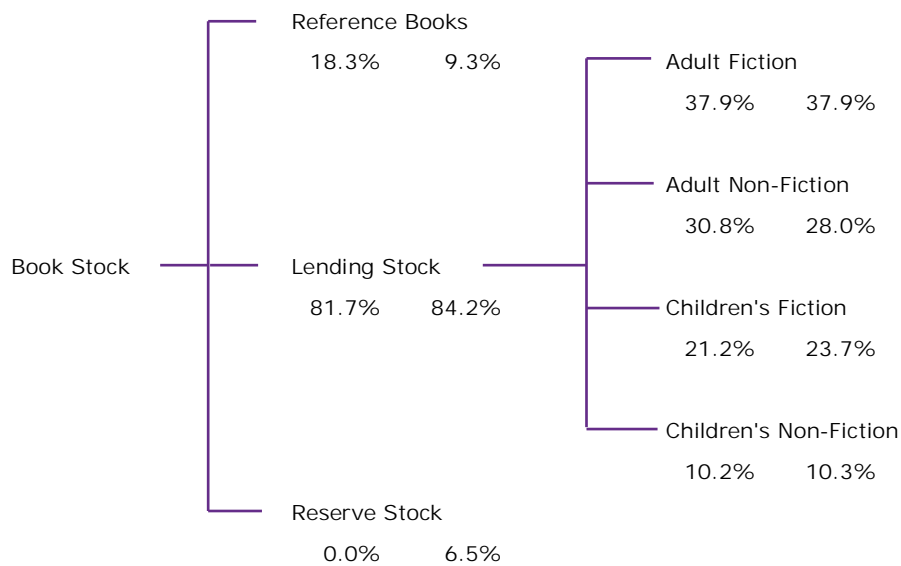 Reference Books
18.3% 9.3%
Adult Fiction
37.9% 37.9%
Adult Non-Fiction
30.8% 28.0%
Book Stock
Lending Stock
81.7% 84.2%
Children's Fiction
21.2% 23.7%
Children's Non-Fiction
10.2% 10.3%
Reserve Stock
0.0% 6.5%